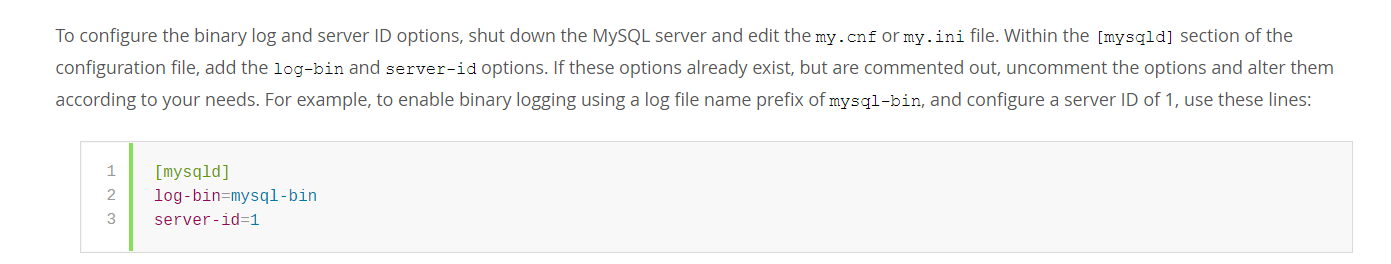 To configure the binary log and server ID options, shut down the MySQL server and edit the my.cnf or my.ini file. Within the [mysqld] section of the
configuration file, add the log-bin and server-id options. If these options already exist, but are commented out, uncomment the options and alter them
according to your needs. For example, to enable binary logging using a log file name prefix of mysql-bin, and configure a server ID of 1, use these lines:
1 [mysqld]
2 log-bin=mysql-bin
3 server-id=1